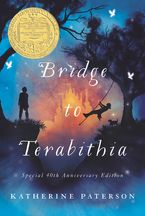 Bridge
to
Terabithia
Special 40th Anniversary Edition
KATHERINE PATERSON